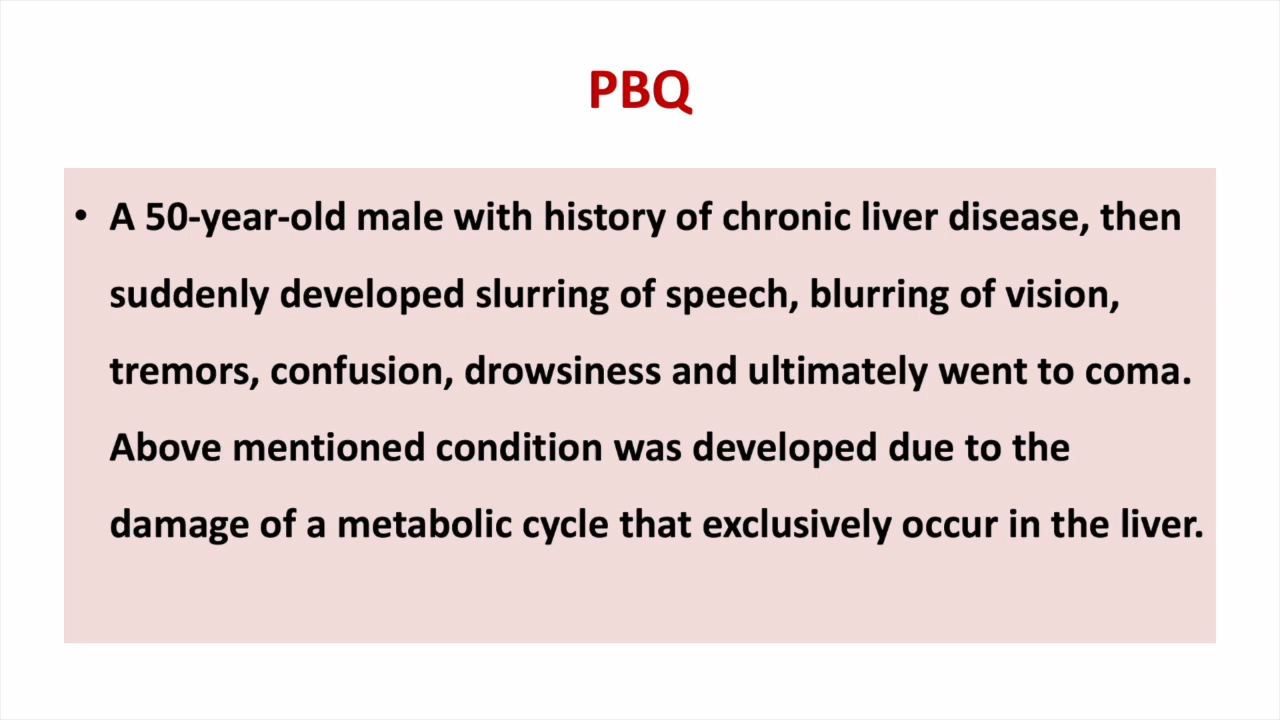 PBQ
• A 50-year-old male with history of chronic liver disease, then
suddenly developed slurring of speech, blurring of vision,
tremors, confusion, drowsiness and ultimately went to coma.
Above mentioned condition was developed due to the
damage of a metabolic cycle that exclusively occur in the liver.